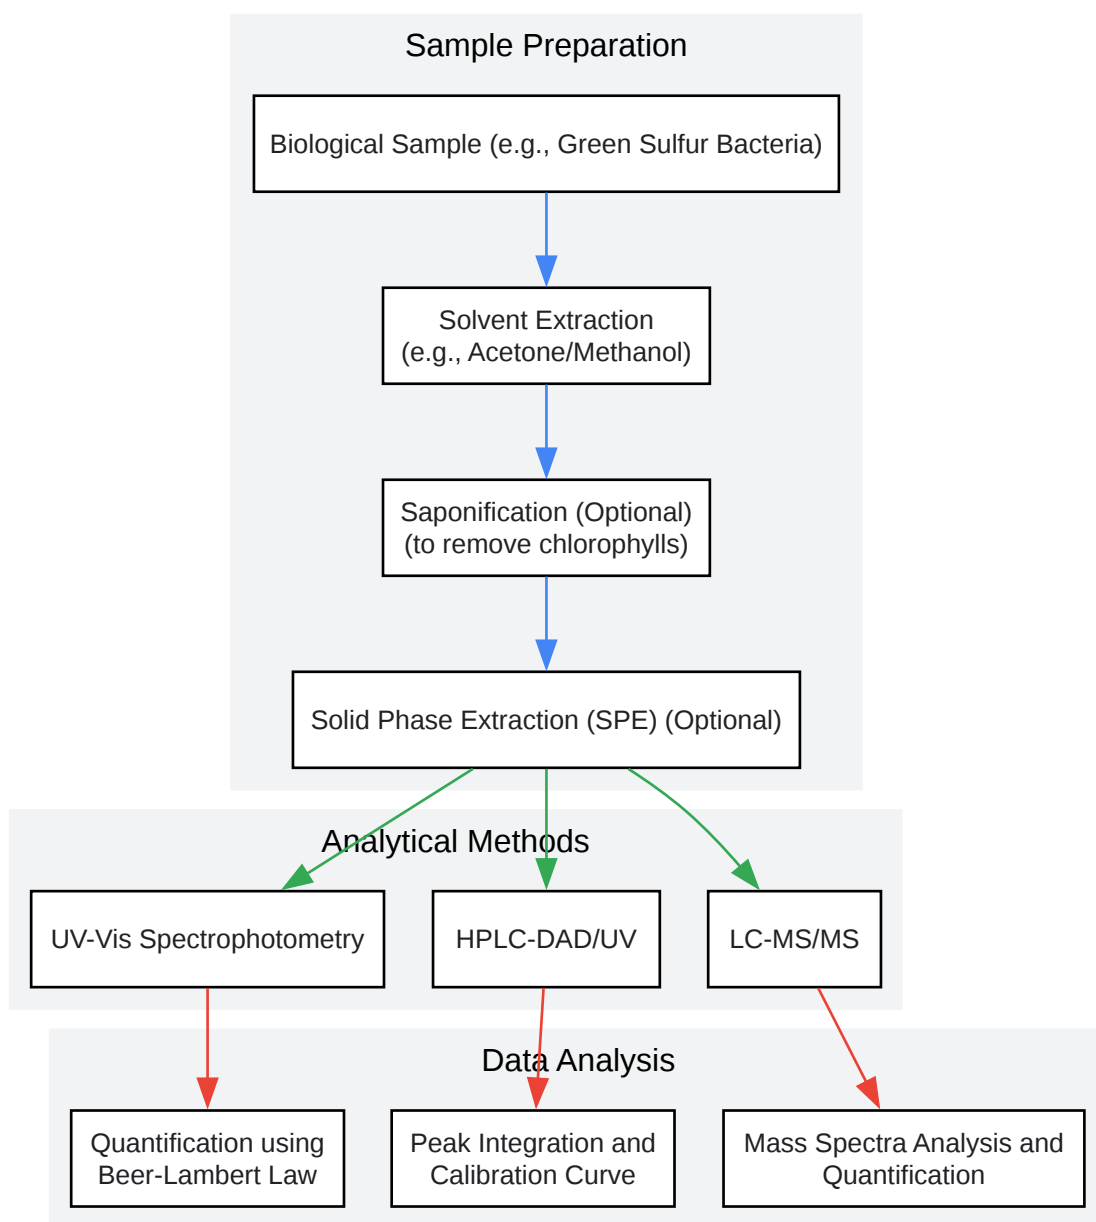 Sample Preparation
Biological Sample (e.g., Green Sulfur Bacteria)
Solvent Extraction
(e.g., Acetone/Methanol)
Saponification (Optional)
(to remove chlorophylls)
Solid Phase Extraction (SPE) (Optional)
Analytical Methods
UV-Vis Spectrophotometry
HPLC-DAD/UV
LC-MS/MS
Data Analysis
Quantification using
Beer-Lambert Law
Peak Integration and
Calibration Curve
Mass Spectra Analysis and
Quantification